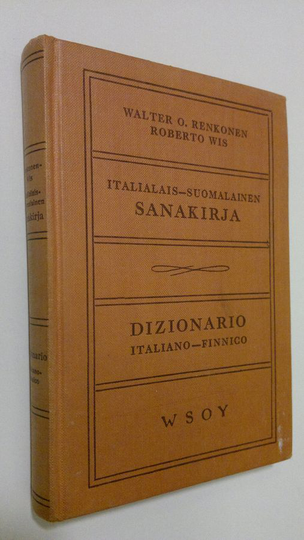 WALTER O. RENKONEN
ROBERTO WIS
ITALIALAIS–SUOMALAINEN
SANAKIRJA
DIZIONARIO
ITALIANO–FINNICO
WSOY